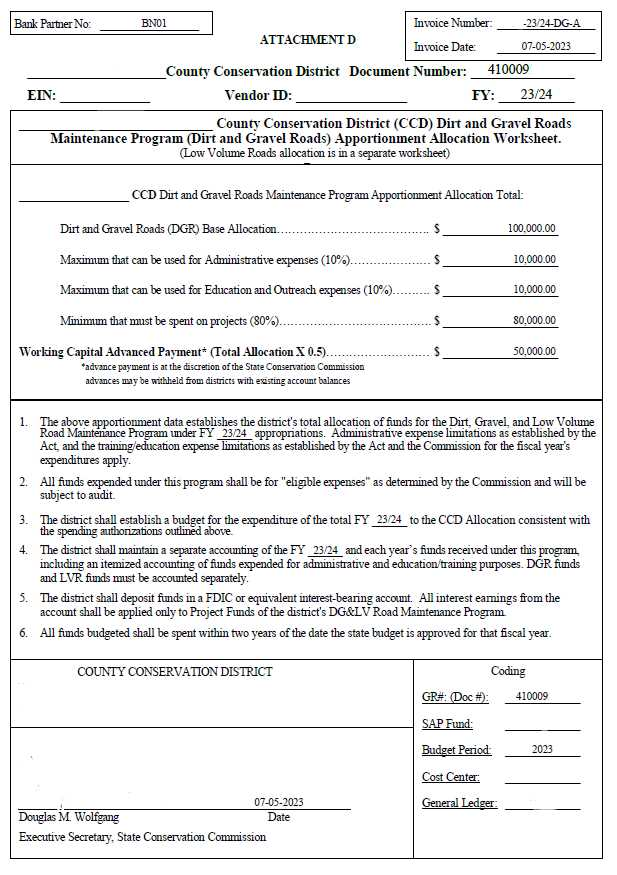 Bank Partner No: BN01
Invoice Number: -23/24-DG-A
ATTACHMENT D
Invoice Date: 07-05-2023
County Conservation District Document Number: 410009
EIN: Vendor ID: FY: 23/24
County Conservation District (CCD) Dirt and Gravel Roads
Maintenance Program (Dirt and Gravel Roads) Apportionment Allocation Worksheet.
(Low Volume Roads allocation is in a separate worksheet)
CCD Dirt and Gravel Roads Maintenance Program Apportionment Allocation Total:
Dirt and Gravel Roads (DGR) Base Allocation........................................ $ 100,000.00
Maximum that can be used for Administrative expenses (10%)..................... $ 10,000.00
Maximum that can be used for Education and Outreach expenses (10%).......... $ 10,000.00
Minimum that must be spent on projects (80%)........................................ $ 80,000.00
Working Capital Advanced Payment* (Total Allocation X 0.5)............................ $ 50,000.00
*advance payment is at the discretion of the State Conservation Commission
advances may be withheld from districts with existing account balances
1. The above apportionment data establishes the district's total allocation of funds for the Dirt, Gravel, and Low Volume
Road Maintenance Program under FY 23/24 appropriations. Administrative expense limitations as established by the
Act, and the training/education expense limitations as established by the Act and the Commission for the fiscal year's
expenditures apply.
2. All funds expended under this program shall be for "eligible expenses" as determined by the Commission and will be
subject to audit.
3. The district shall establish a budget for the expenditure of the total FY 23/24 to the CCD Allocation consistent with
the spending authorizations outlined above.
4. The district shall maintain a separate accounting of the FY 23/24 and each year's funds received under this program,
including an itemized accounting of funds expended for administrative and education/training purposes. DGR funds
and LVR funds must be accounted separately.
5. The district shall deposit funds in a FDIC or equivalent interest-bearing account. All interest earnings from the
account shall be applied only to Project Funds of the district's DG&LV Road Maintenance Program.
6. All funds budgeted shall be spent within two years of the date the state budget is approved for that fiscal year.
COUNTY CONSERVATION DISTRICT
Coding
GR#: (Doc #): 410009
SAP Fund:
Budget Period: 2023
Cost Center:
General Ledger:
07-05-2023
Douglas M. Wolfgang Date
Executive Secretary, State Conservation Commission